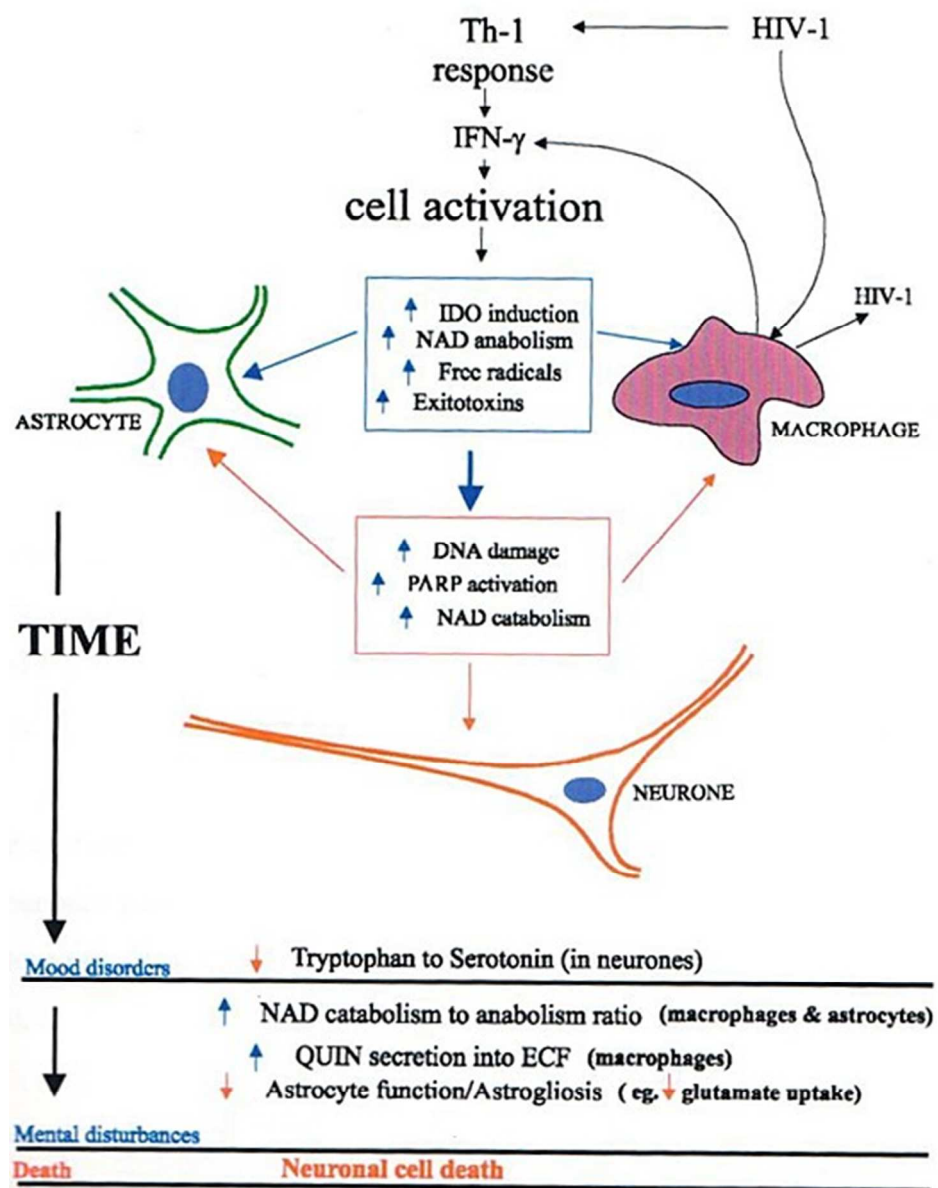 Th-1
response
HIV-1
IFN-γ
cell activation
IDO induction
NAD anabolism
Free radicals
Exitotoxins
HIV-1
ASTROCYTE
MACROPHAGE
DNA damage
PARP activation
NAD catabolism
TIME
NEURONE
Mood disorders
Tryptophan to Serotonin (in neurones)
NAD catabolism to anabolism ratio (macrophages & astrocytes)
QUIN secretion into ECF (macrophages)
Astrocyte function/Astrogliosis ( eg. glutamate uptake)
Mental disturbances
Death Neuronal cell death